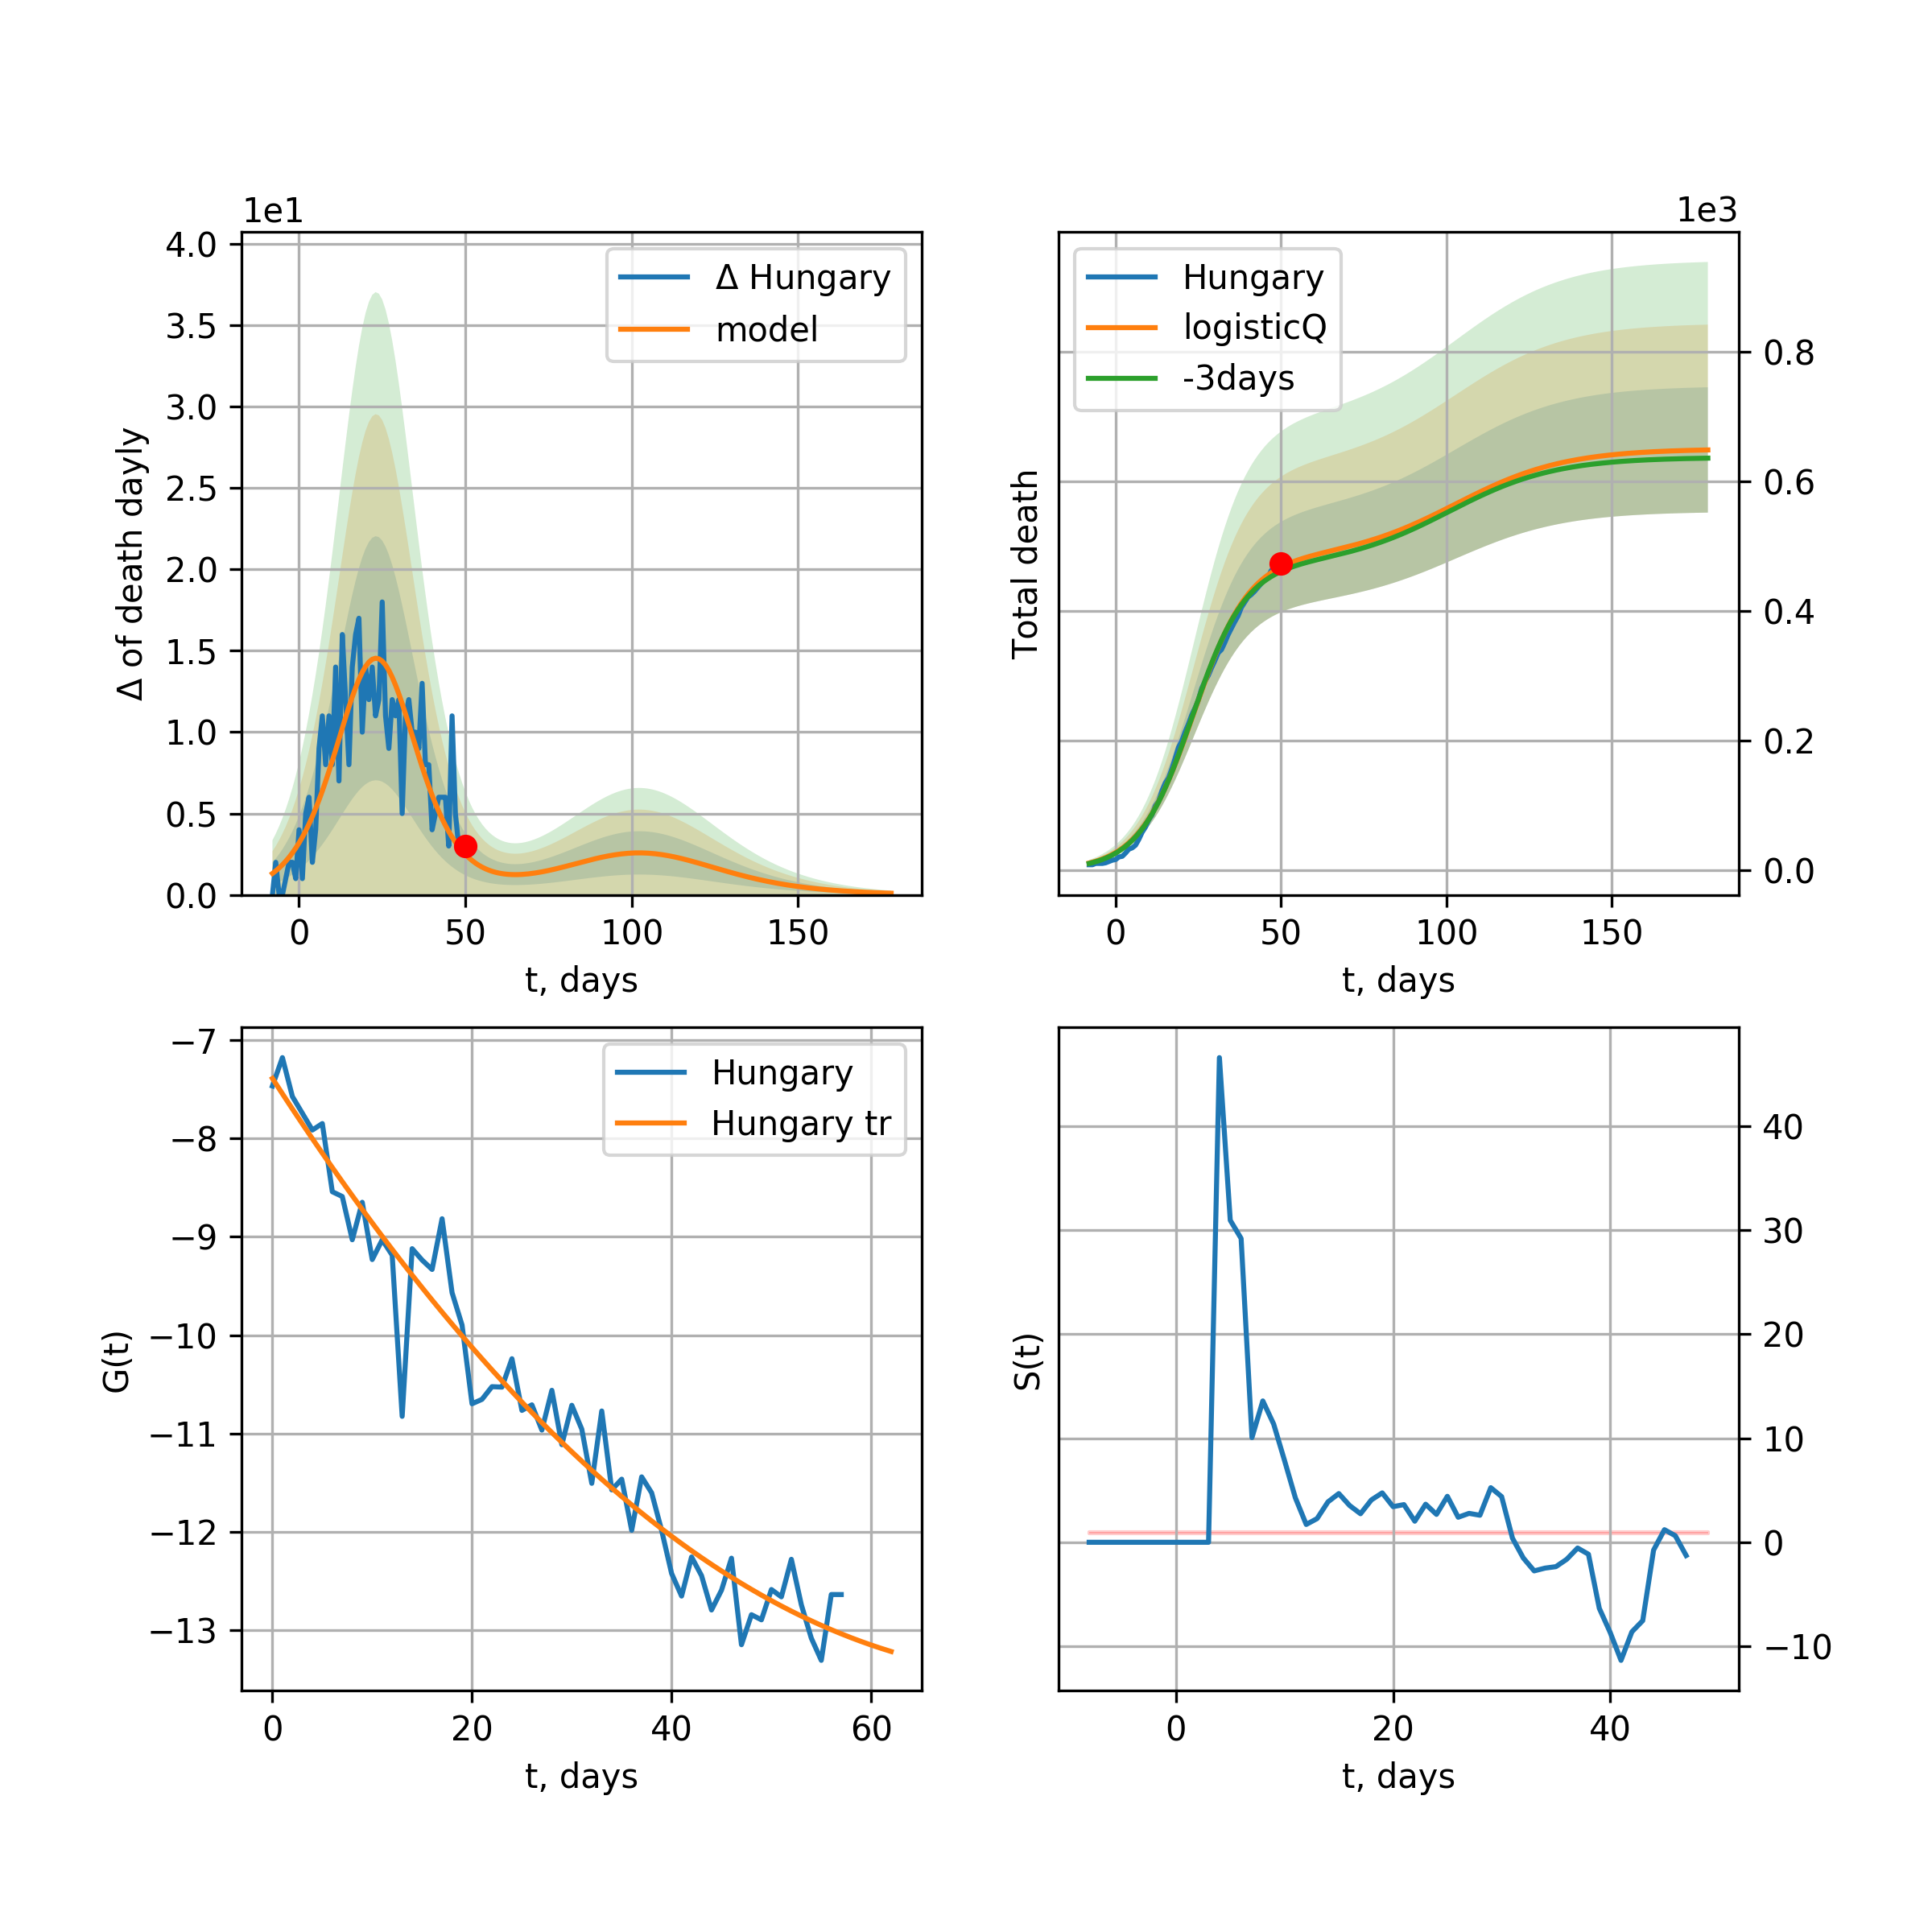 1e1
4.0
3.5
3.0
2.5
2.0
1.5
1.0
0.5
0.0
Δ of death dayly
Δ Hungary
model
0 50 100 150
t, days
1e3
0.8
0.6
0.4
0.2
0.0
Total death
Hungary
logisticQ
-3days
0 50 100 150
t, days
−7
−8
−9
−10
−11
−12
−13
G(t)
Hungary
Hungary tr
0 20 40 60
t, days
40
30
20
10
0
−10
S(t)
0 20 40
t, days